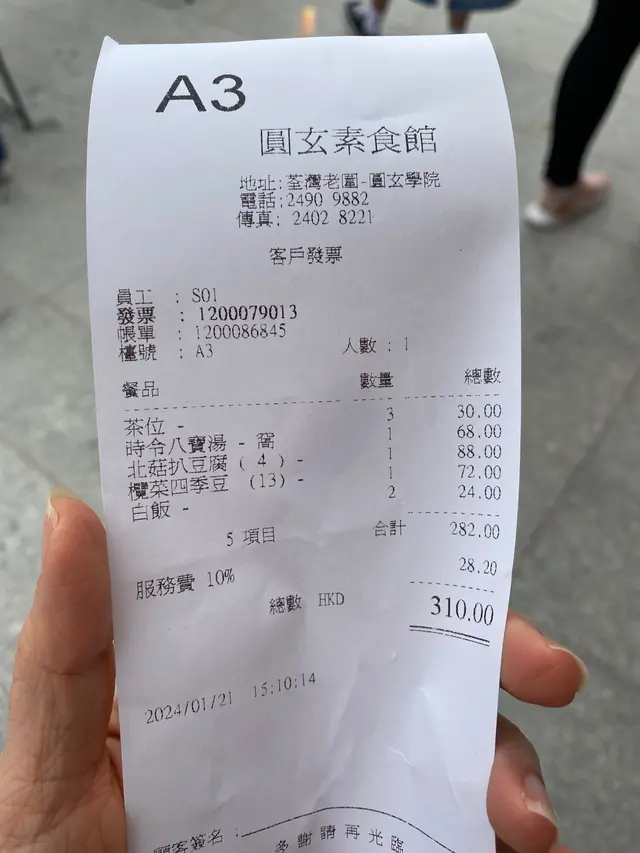 A3
圓玄素食館
地址:荃灣老圍-圓玄學院
電話:2490 9882
傳真: 2402 8221
客戶發票
員工 : S01
發票 : 1200079013
帳單 : 1200086845
檯號 : A3 人數 : 1
餐品 數量 總數
茶位 - 3 30.00
時令八寶湯 - 窩 1 68.00
北菇扒豆腐 ( 4 ) - 1 88.00
欖菜四季豆 (13) - 1 72.00
白飯 - 2 24.00
5 項目 合計 282.00
服務費 10% 28.20
總數 HKD 310.00
2024/01/21 15:10:14
顧客簽名 :
多謝請再光臨